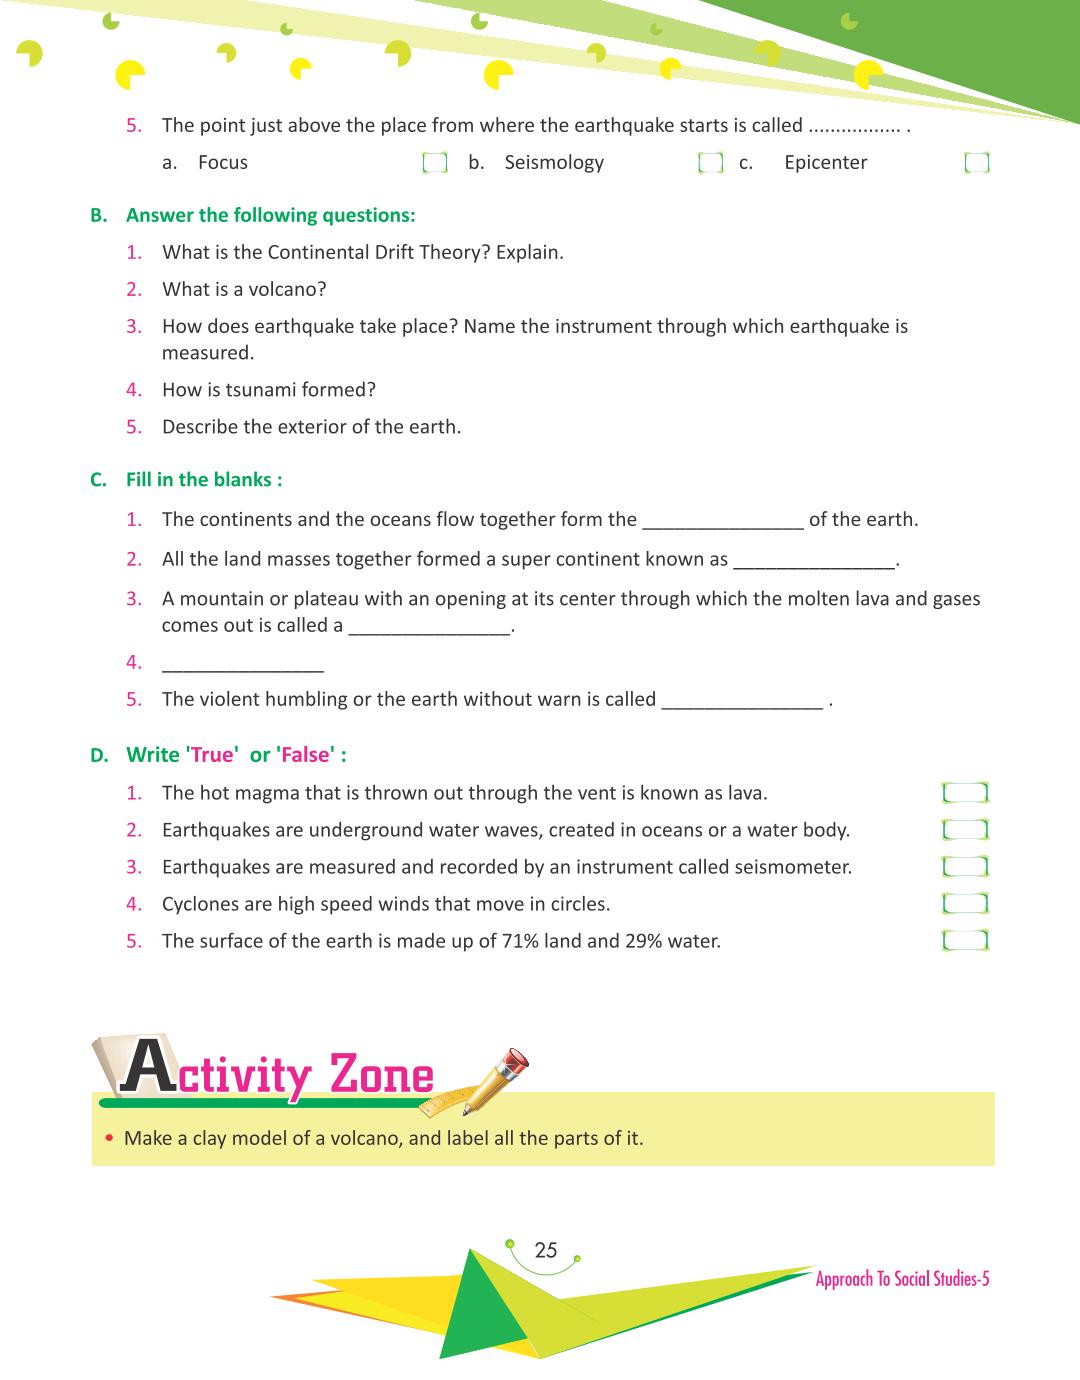 5. The point just above the place from where the earthquake starts is called ................. .
a. Focus b. Seismology c. Epicenter
B. Answer the following questions:
1. What is the Continental Drift Theory? Explain.
2. What is a volcano?
3. How does earthquake take place? Name the instrument through which earthquake is
measured.
4. How is tsunami formed?
5. Describe the exterior of the earth.
C. Fill in the blanks :
1. The continents and the oceans flow together form the _______________ of the earth.
2. All the land masses together formed a super continent known as _______________.
3. A mountain or plateau with an opening at its center through which the molten lava and gases
comes out is called a _______________.
4. _______________
5. The violent humbling or the earth without warn is called _______________ .
D. Write 'True' or 'False' :
1. The hot magma that is thrown out through the vent is known as lava.
2. Earthquakes are underground water waves, created in oceans or a water body.
3. Earthquakes are measured and recorded by an instrument called seismometer.
4. Cyclones are high speed winds that move in circles.
5. The surface of the earth is made up of 71% land and 29% water.
Activity Zone
• Make a clay model of a volcano, and label all the parts of it.
25
Approach To Social Studies-5